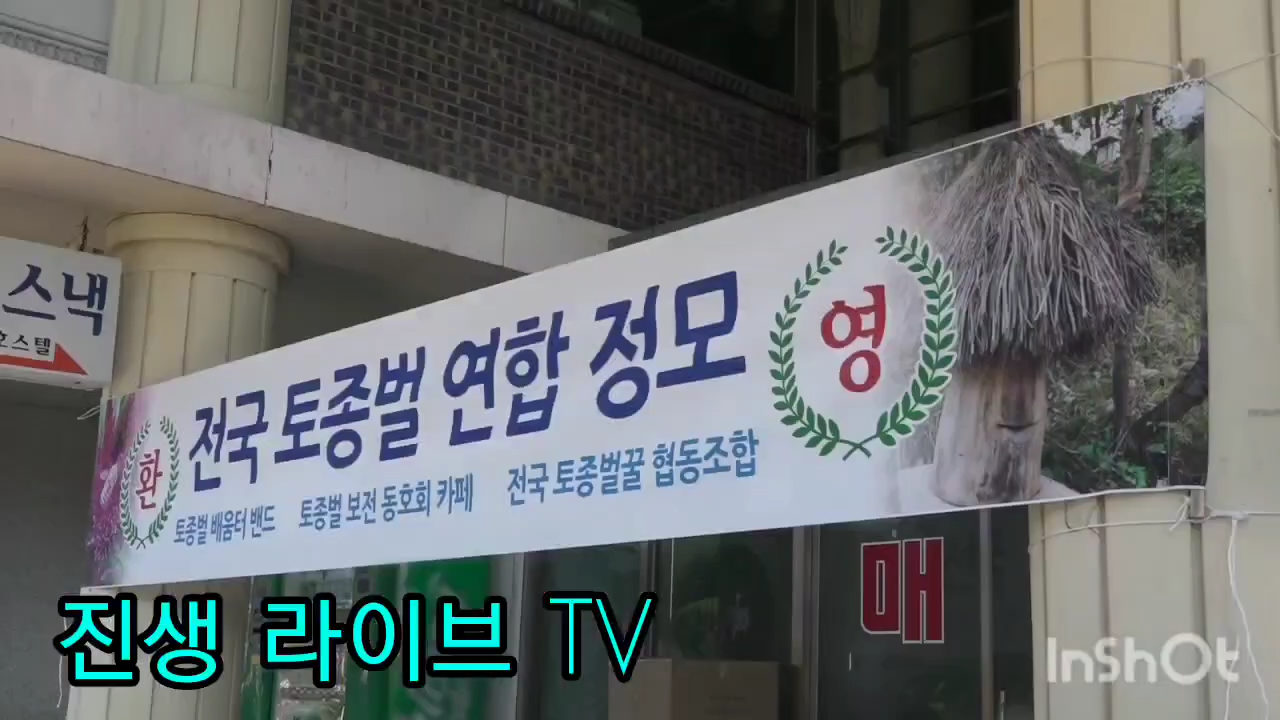 스낵
호스텔
환 전국 토종벌 연합 정모 영
토종벌 배움터 밴드 토종벌 보전 동호회 카페 전국 토종벌꿀 협동조합
매
진생 라이브 TV
InShOt